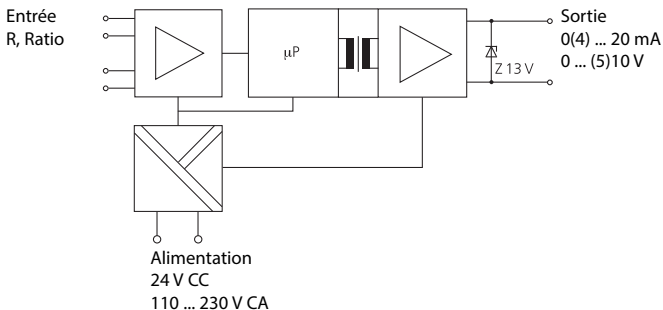 Entrée
R, Ratio
µP
Z 13 V
Sortie
0(4) ... 20 mA
0 ... (5)10 V
Alimentation
24 V CC
110 ... 230 V CA